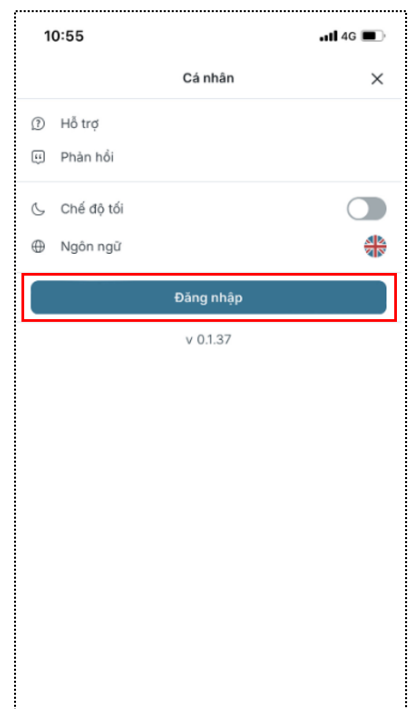 10:55
4G
Cá nhân
Hỗ trợ
Phản hồi
Chế độ tối
Ngôn ngữ
Đăng nhập
v 0.1.37